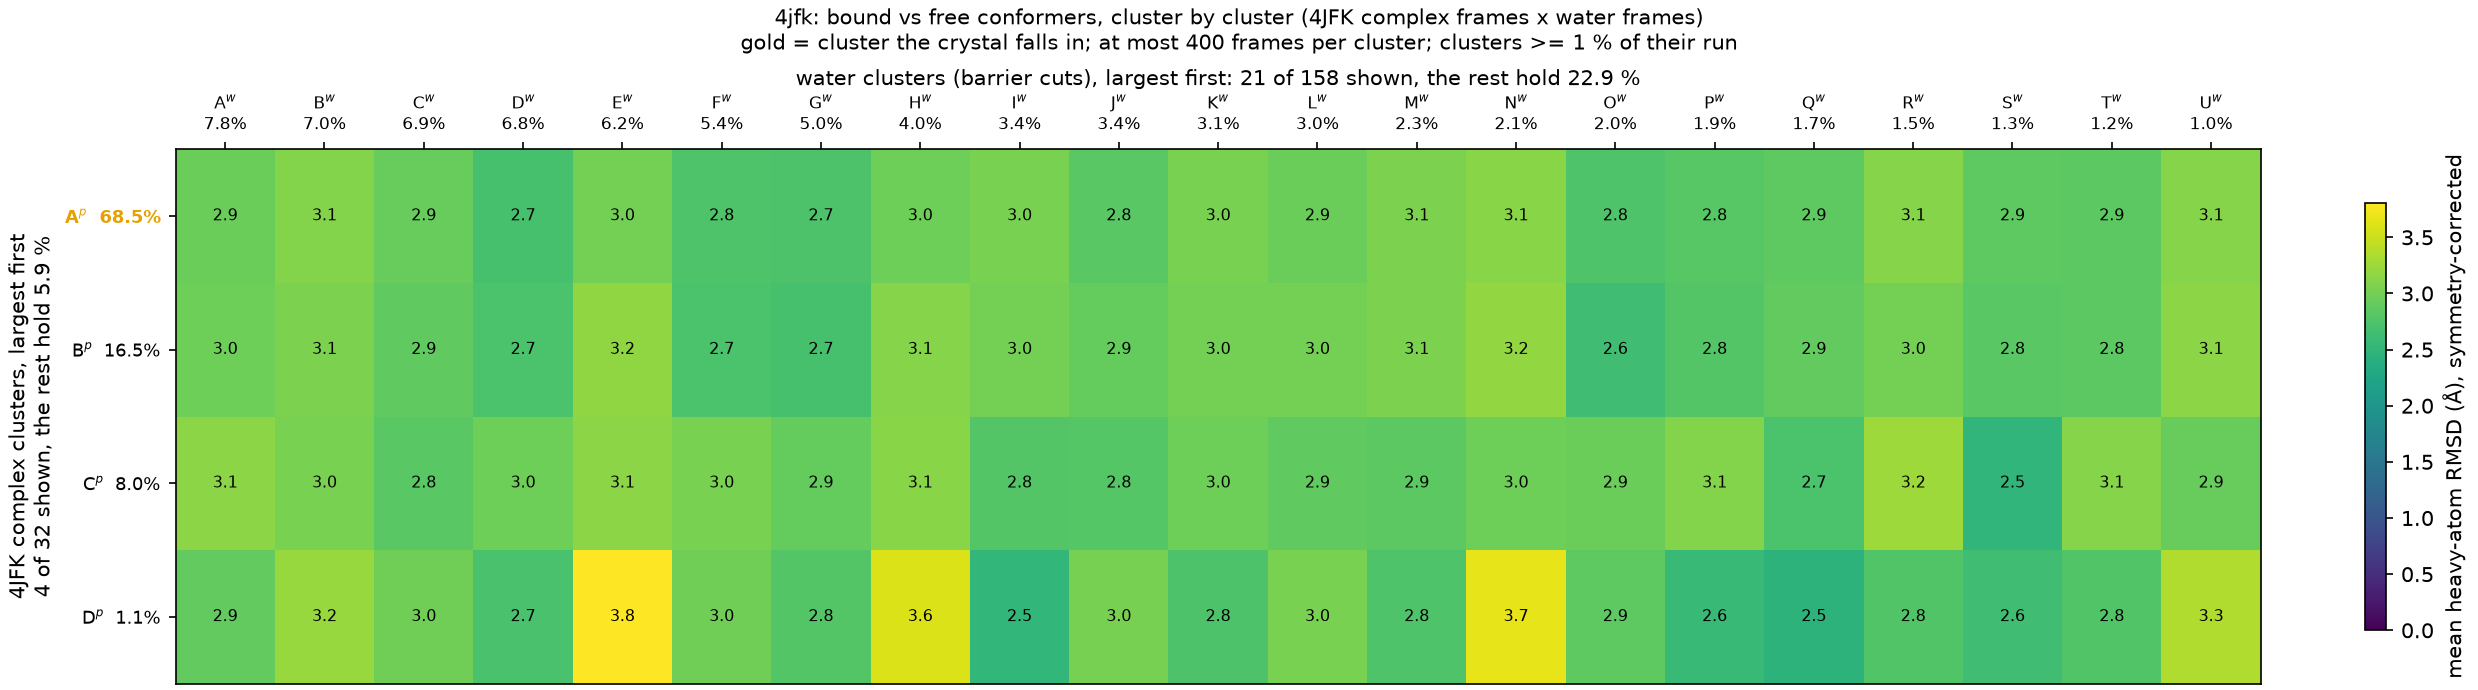 4jfk: bound vs free conformers, cluster by cluster (4JFK complex frames x water frames)
gold = cluster the crystal falls in; at most 400 frames per cluster; clusters >= 1 % of their run
water clusters (barrier cuts), largest first: 21 of 158 shown, the rest hold 22.9 %
Aʷ Bʷ Cʷ Dʷ Eʷ Fʷ Gʷ Hʷ Iʷ Jʷ Kʷ Lʷ Mʷ Nʷ Oʷ Pʷ Qʷ Rʷ Sʷ Tʷ Uʷ
7.8% 7.0% 6.9% 6.8% 6.2% 5.4% 5.0% 4.0% 3.4% 3.4% 3.1% 3.0% 2.3% 2.1% 2.0% 1.9% 1.7% 1.5% 1.3% 1.2% 1.0%
4JFK complex clusters, largest first
4 of 32 shown, the rest hold 5.9 %
Aᵖ 68.5% 2.9 3.1 2.9 2.7 3.0 2.8 2.7 3.0 3.0 2.8 3.0 2.9 3.1 3.1 2.8 2.8 2.9 3.1 2.9 2.9 3.1
Bᵖ 16.5% 3.0 3.1 2.9 2.7 3.2 2.7 2.7 3.1 3.0 2.9 3.0 3.0 3.1 3.2 2.6 2.8 2.9 3.0 2.8 2.8 3.1
Cᵖ 8.0% 3.1 3.0 2.8 3.0 3.1 3.0 2.9 3.1 2.8 2.8 3.0 2.9 2.9 3.0 2.9 3.1 2.7 3.2 2.5 3.1 2.9
Dᵖ 1.1% 2.9 3.2 3.0 2.7 3.8 3.0 2.8 3.6 2.5 3.0 2.8 3.0 2.8 3.7 2.9 2.6 2.5 2.8 2.6 2.8 3.3
3.5
3.0
2.5
2.0
1.5
1.0
0.5
0.0
mean heavy-atom RMSD (Å), symmetry-corrected